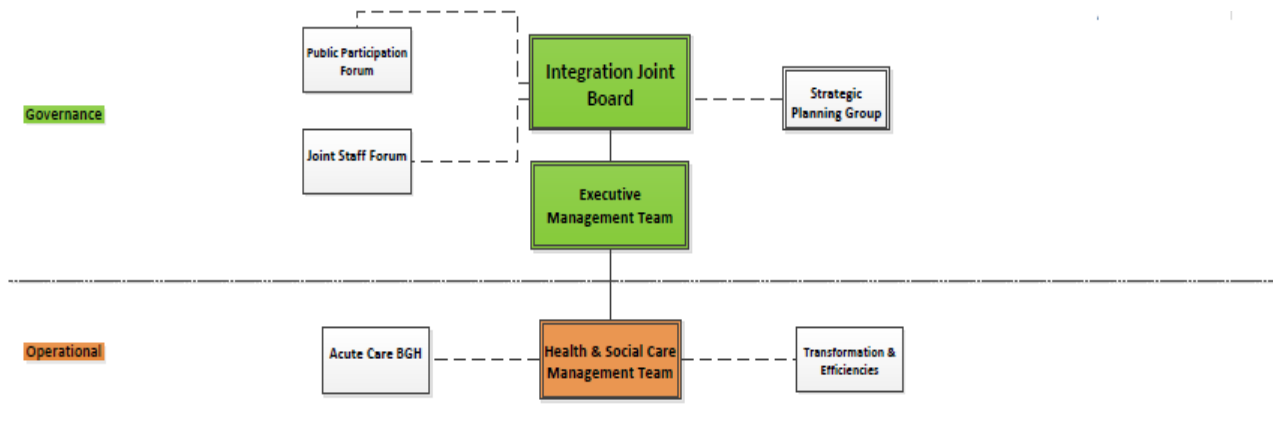 Public Participation
Forum
Integration Joint
Board
Strategic
Planning Group
Governance
Joint Staff Forum
Executive
Management Team
Operational
Acute Care BGH
Health & Social Care
Management Team
Transformation &
Efficiencies